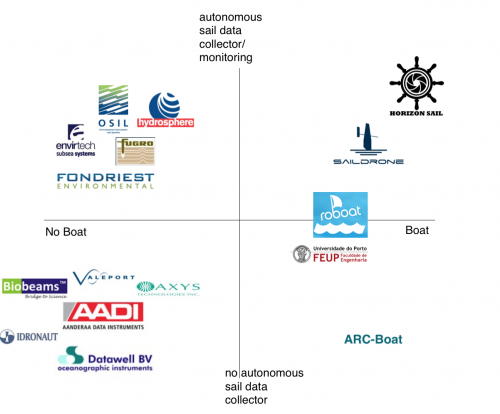 autonomous
sail data
collector/
monitoring
HORIZON SAIL
OSIL
hydrosphere
envirtech
subsea systems
FUGRO
SAILDRONE
FONDRIEST
ENVIRONMENTAL
roboat
No Boat
Boat
Universidade do Porto
FEUP Faculdade de
Engenharia
VALEPORT
Biobeams™
Bridge to Science
AXYS
TECHNOLOGIES INC.
AADI
AANDERAA DATA INSTRUMENTS
IDRONAUT
ARC-Boat
Datawell BV
oceanographic instruments
no autonomous
sail data
collector